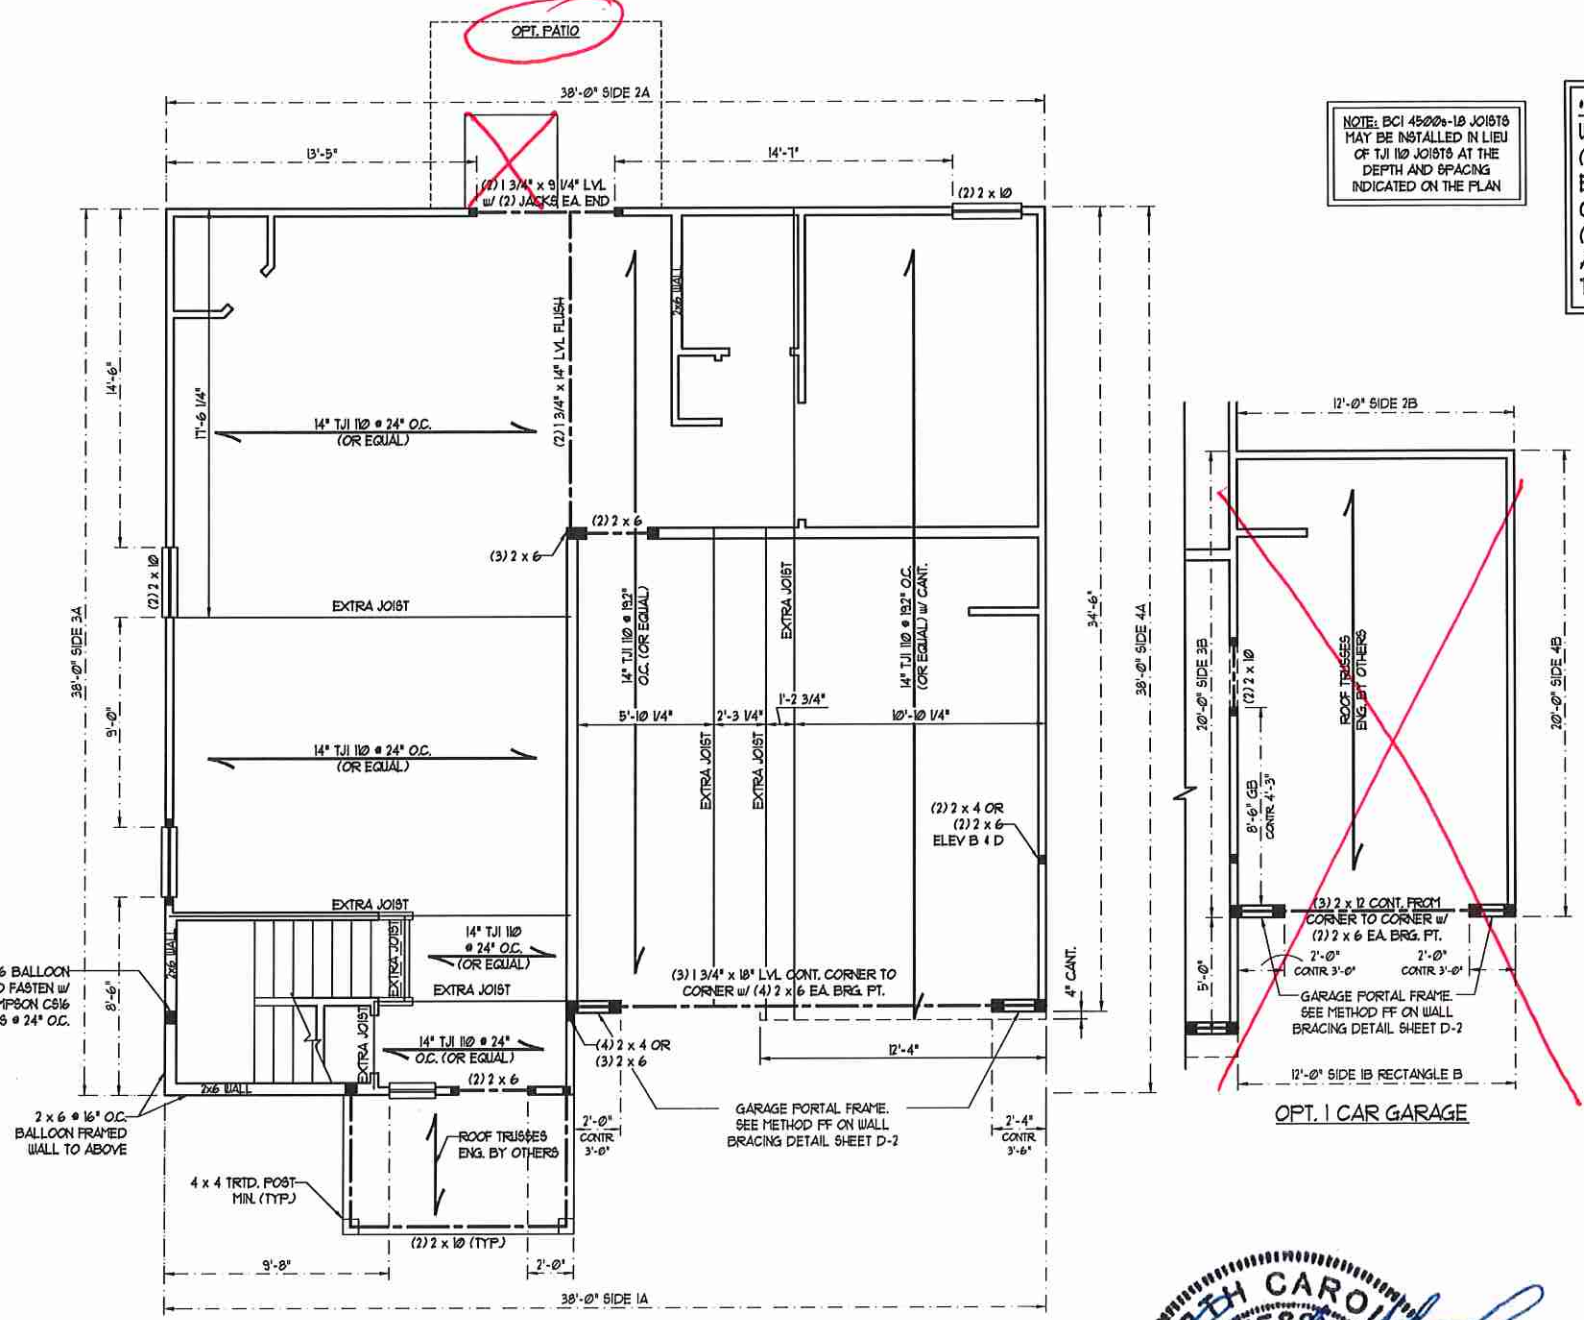 OPT. PATIO
38'-0" SIDE 2A
13'-5"
14'-7"
(2) 1 3/4" x 9 1/4" LVL
w/ (2) JACKS EA. END
(2) 2 x 10
NOTE: BCI 4500s-1.8 JOISTS
MAY BE INSTALLED IN LIEU
OF TJI 110 JOISTS AT THE
DEPTH AND SPACING
INDICATED ON THE PLAN
14'-6"
17'-6 1/4"
2x6 WALL
(2) 1 3/4" x 14" LVL FLUSH
14" TJI 110 @ 24" O.C.
(OR EQUAL)
(2) 2 x 6
(3) 2 x 6
(2) 2 x 10
EXTRA JOIST
38'-0" SIDE 3A
9'-0"
14" TJI 110 @ 19.2"
O.C. (OR EQUAL)
EXTRA JOIST
14" TJI 110 @ 19.2" O.C.
(OR EQUAL) w/ CANT.
34'-6"
38'-0" SIDE 4A
1'-2 3/4"
5'-10 1/4"
2'-3 1/4"
10'-10 1/4"
EXTRA JOIST
EXTRA JOIST
14" TJI 110 @ 24" O.C.
(OR EQUAL)
(2) 2 x 4 OR
(2) 2 x 6
ELEV B & D
EXTRA JOIST
2x6 WALL
EXTRA JOIST
14" TJI 110
@ 24" O.C.
(OR EQUAL)
EXTRA JOIST
6 BALLOON
D FASTEN w/
MPSON CS16
S @ 24" O.C.
8'-6"
(3) 1 3/4" x 18" LVL CONT. CORNER TO
CORNER w/ (4) 2 x 6 EA. BRG. PT.
4" CANT.
EXTRA JOIST
14" TJI 110 @ 24"
O.C. (OR EQUAL)
(4) 2 x 4 OR
(3) 2 x 6
12'-4"
2x6 WALL
(2) 2 x 6
2 x 6 @ 16" O.C.
BALLOON FRAMED
WALL TO ABOVE
ROOF TRUSSES
ENG. BY OTHERS
2'-0"
CONTR
3'-0"
GARAGE PORTAL FRAME.
SEE METHOD PF ON WALL
BRACING DETAIL SHEET D-2
2'-4"
CONTR
3'-6"
4 x 4 TRTD. POST
MIN. (TYP.)
(2) 2 x 10 (TYP.)
9'-8"
2'-0"
38'-0" SIDE 1A
12'-0" SIDE 2B
20'-0" SIDE 3B
(2) 2 x 10
ROOF TRUSSES
ENG. BY OTHERS
20'-0" SIDE 4B
8'-6" GB
CONTR 4'-3"
(3) 2 x 12 CONT. FROM
CORNER TO CORNER w/
(2) 2 x 6 EA. BRG. PT.
2'-0"
CONTR 3'-0"
2'-0"
CONTR 3'-0"
5'-0"
GARAGE PORTAL FRAME.
SEE METHOD PF ON WALL
BRACING DETAIL SHEET D-2
12'-0" SIDE 1B RECTANGLE B
OPT. 1 CAR GARAGE
RTH CAROL